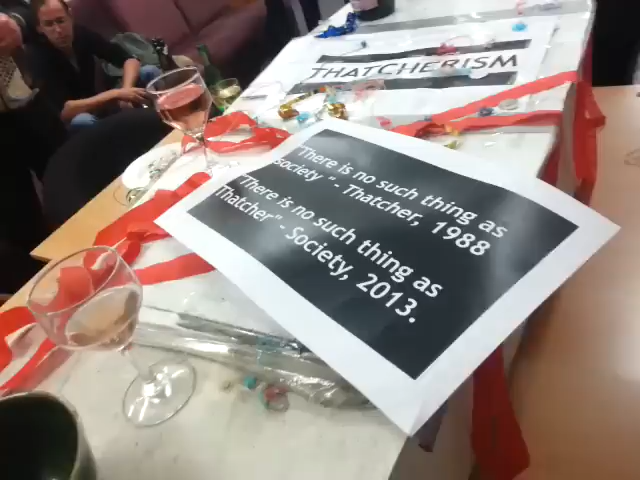 THATCHERISM
"There is no such thing as
society" - Thatcher, 1988
"There is no such thing as
Thatcher" - Society, 2013.